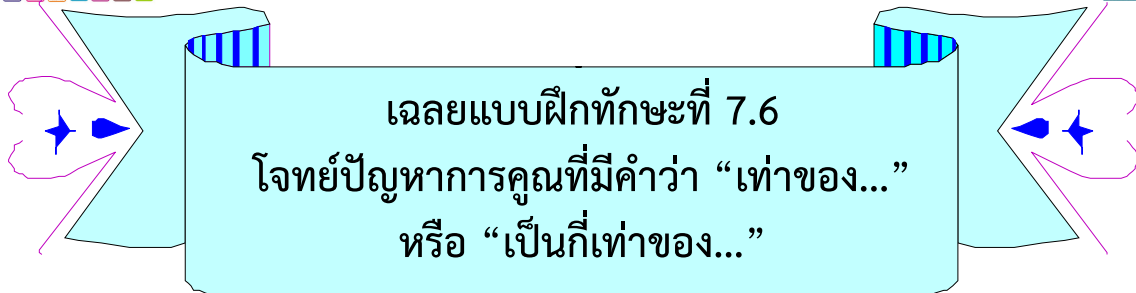 เฉลยแบบฝึกทักษะที่ 7.6
โจทย์ปัญหาการคูณที่มีคำว่า “เท่าของ...”
หรือ “เป็นกี่เท่าของ...”